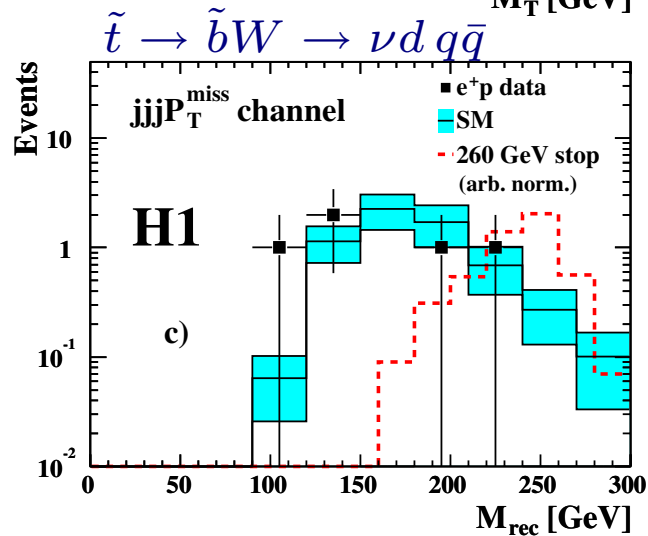 M_T [GeV]
t̃ → b̃W → νd qq̄
Events
jjjP_T^miss channel
e⁺p data
SM
260 GeV stop
(arb. norm.)
H1
c)
10
1
10⁻¹
10⁻²
0 50 100 150 200 250 300
M_rec [GeV]